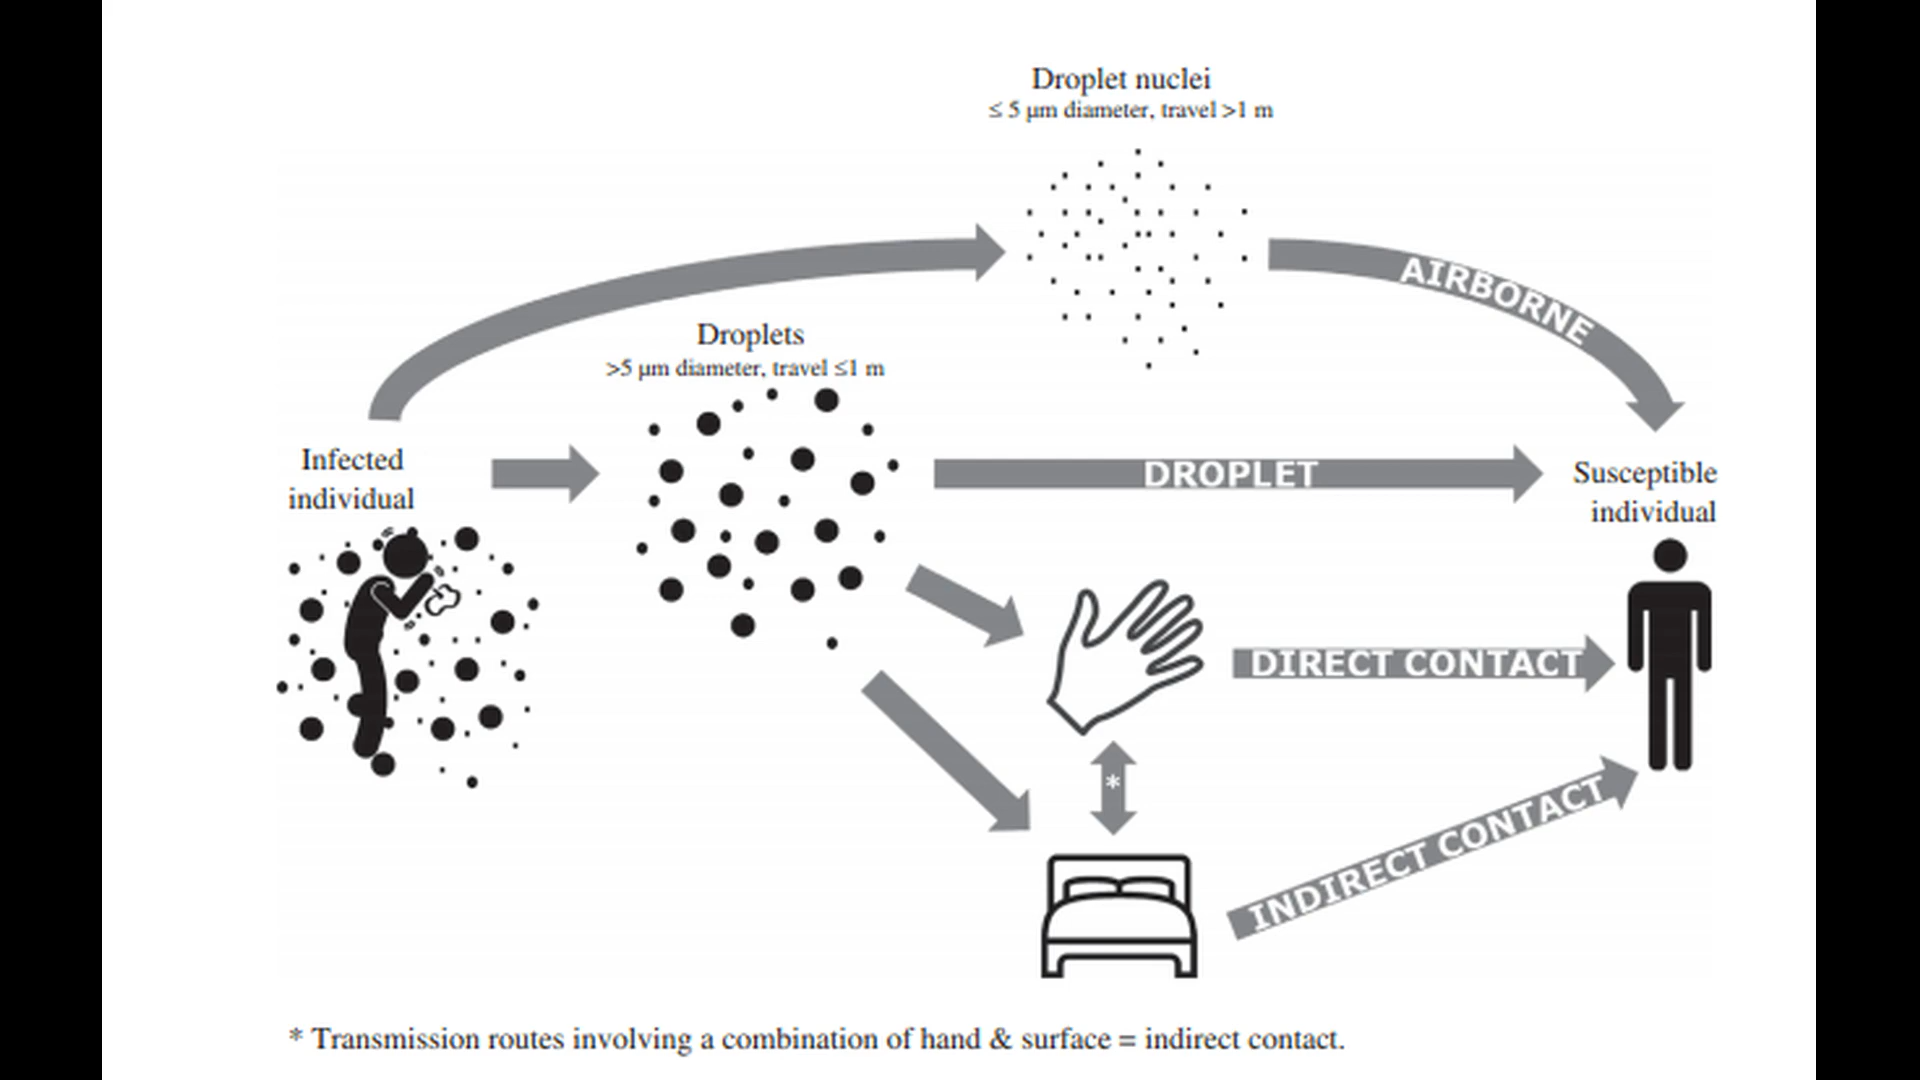 Droplet nuclei
≤ 5 µm diameter, travel >1 m
AIRBORNE
Droplets
>5 µm diameter, travel ≤1 m
Infected
individual
DROPLET
Susceptible
individual
DIRECT CONTACT
*
INDIRECT CONTACT
* Transmission routes involving a combination of hand & surface = indirect contact.